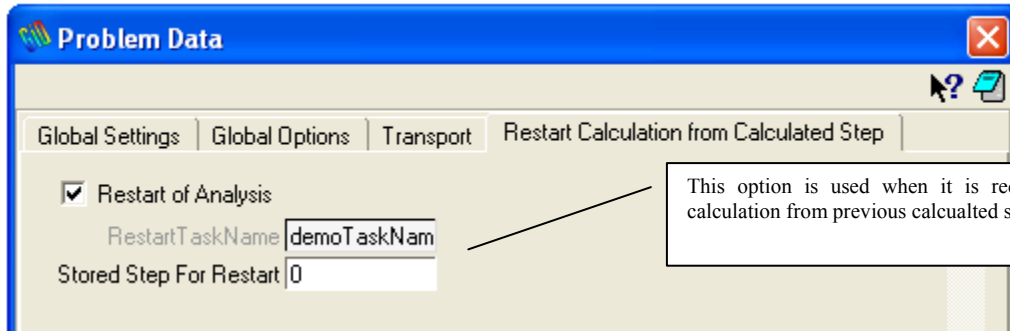 Problem Data
Global Settings Global Options Transport Restart Calculation from Calculated Step
Restart of Analysis
RestartTaskName demoTaskNam
Stored Step For Restart 0
This option is used when it is
calculation from previous calcualted